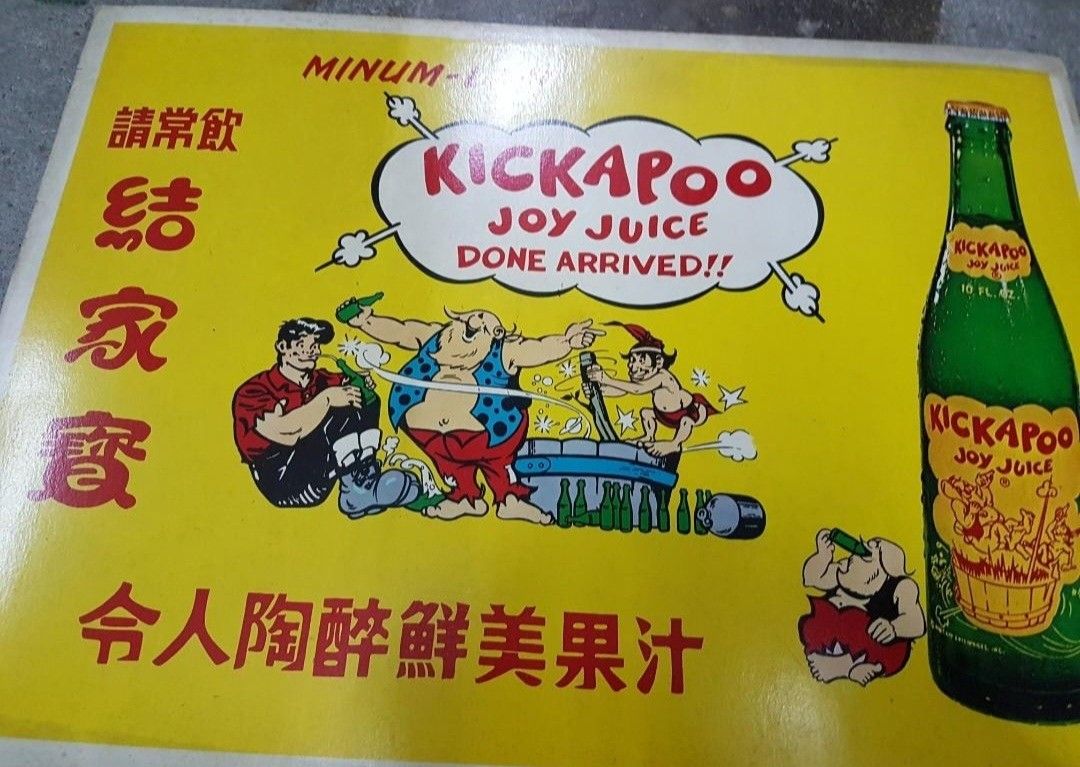 MINUM-
請常飲
結
家
寳
KICKAPOO
JOY JUICE
DONE ARRIVED!!
令人陶醉鮮美果汁
KICKAPOO
JOY JUICE
10 FL. OZ.
KICKAPOO
JOY JUICE